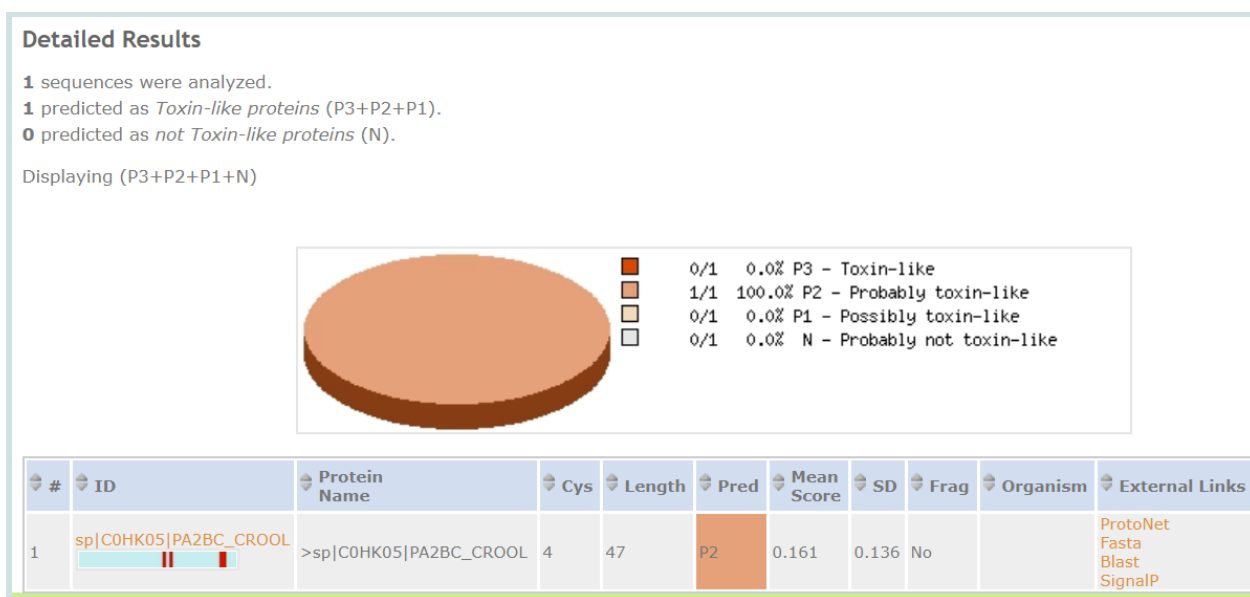 Detailed Results
1 sequences were analyzed.
1 predicted as Toxin-like proteins (P3+P2+P1).
0 predicted as not Toxin-like proteins (N).
Displaying (P3+P2+P1+N)
0/1 0.0% P3 - Toxin-like
1/1 100.0% P2 - Probably toxin-like
0/1 0.0% P1 - Possibly toxin-like
0/1 0.0% N - Probably not toxin-like
# ID Protein Name Cys Length Pred Mean Score SD Frag Organism External Links
1 sp|C0HK05|PA2BC_CROOL >sp|C0HK05|PA2BC_CROOL 4 47 P2 0.161 0.136 No ProtoNet
Fasta
Blast
SignalP